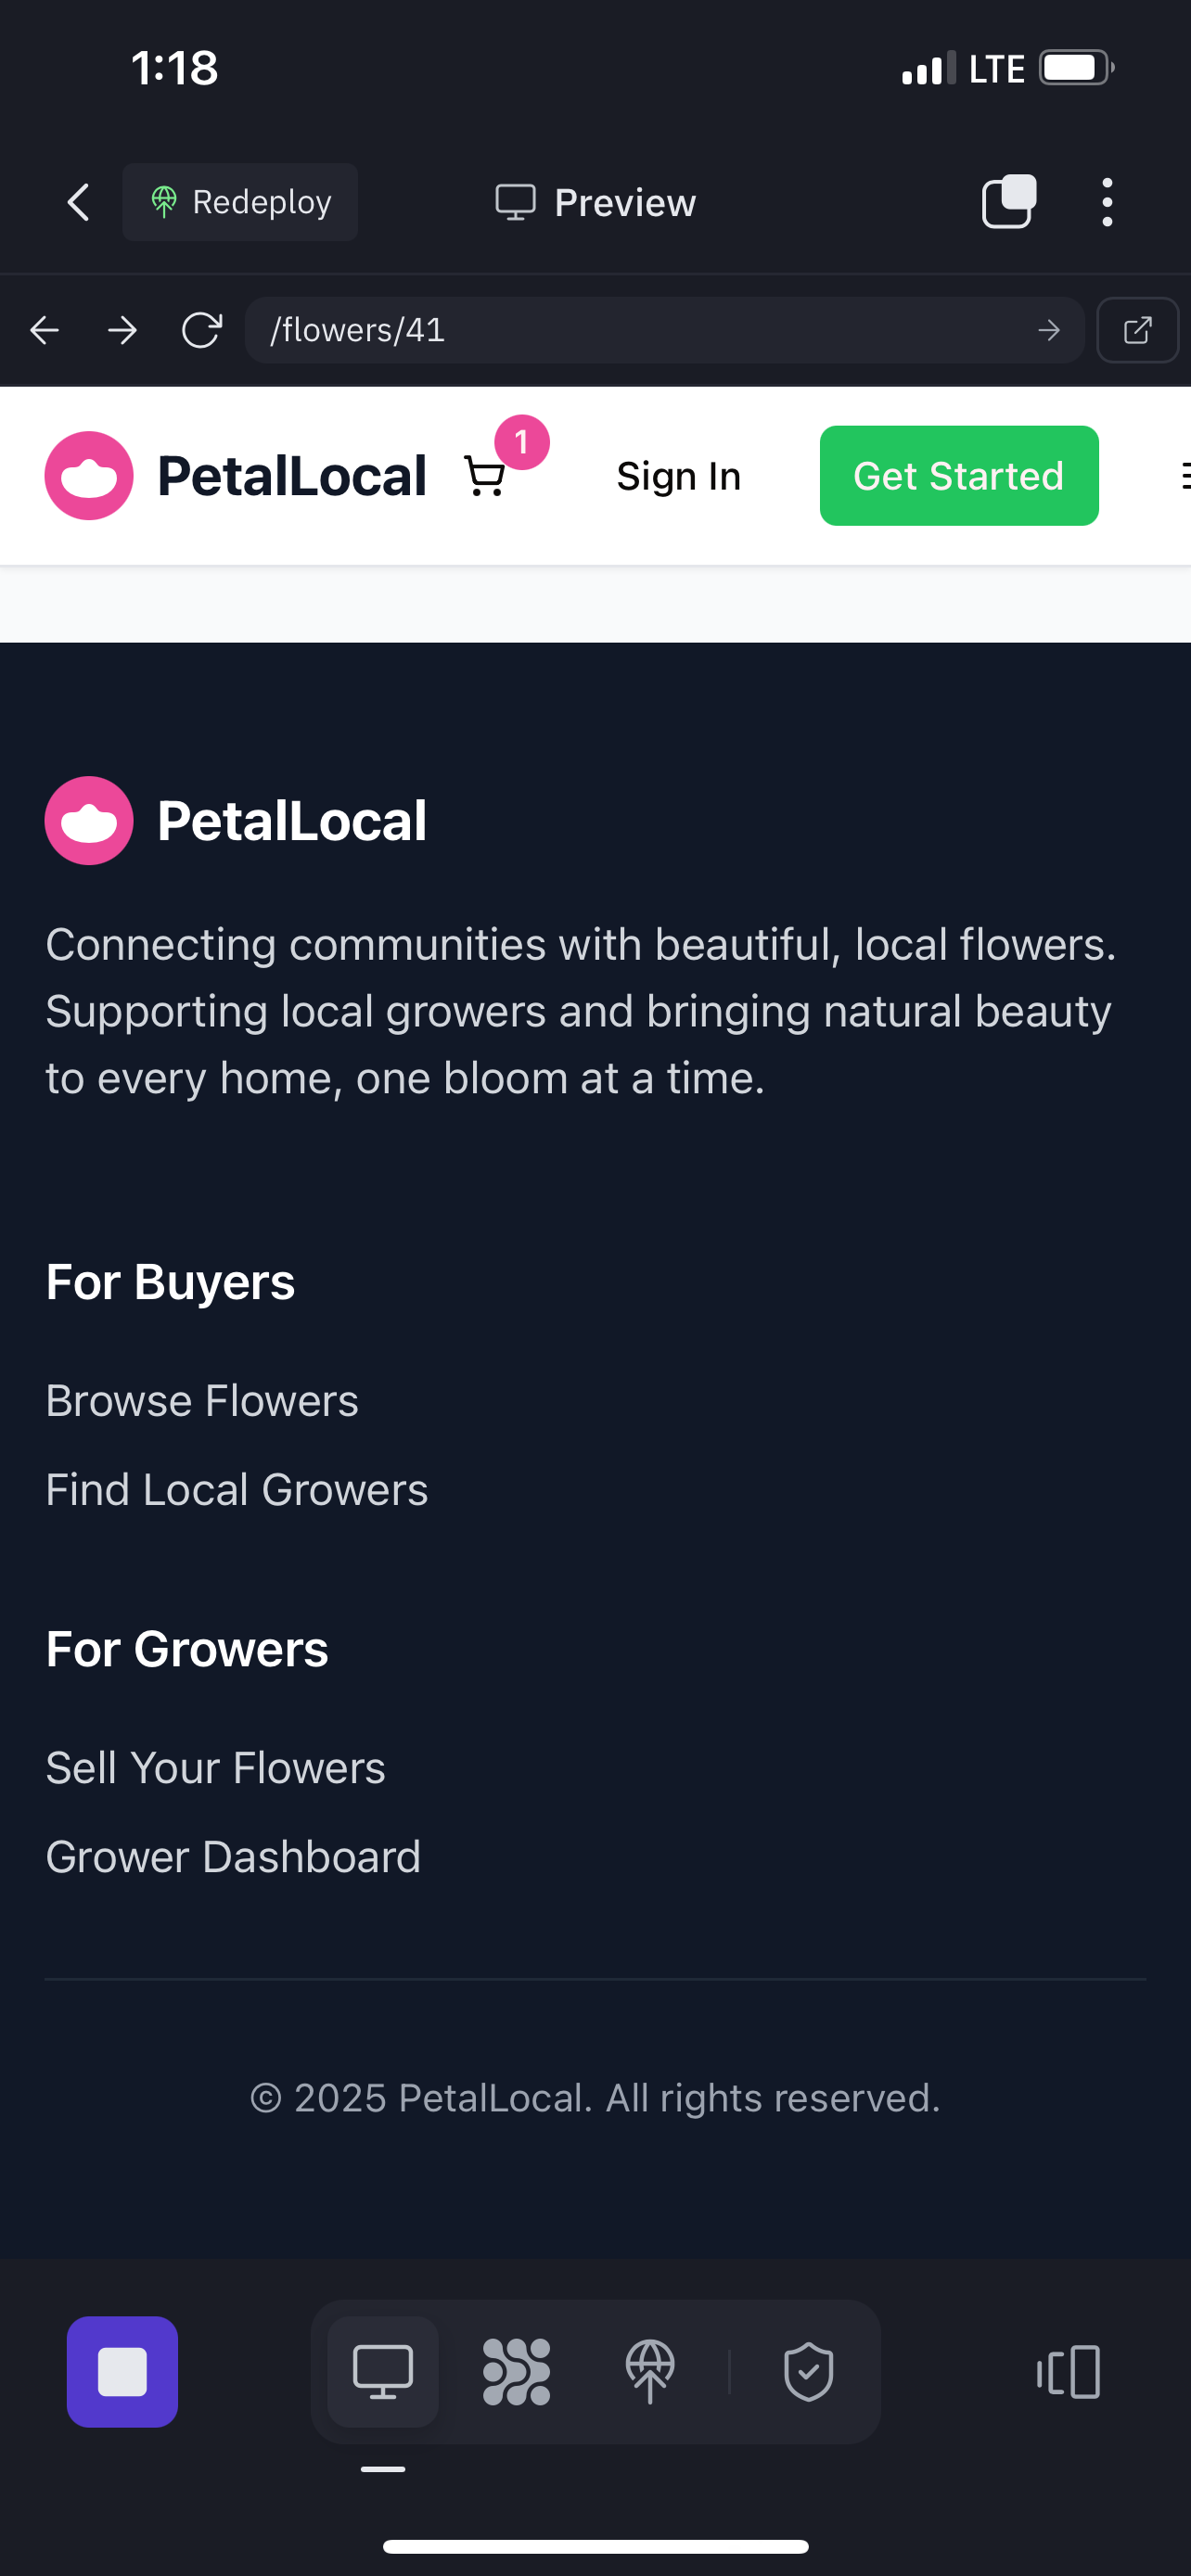 1:18
LTE
Redeploy
Preview
/flowers/41
PetalLocal
1
Sign In
Get Started
PetalLocal
Connecting communities with beautiful, local flowers.
Supporting local growers and bringing natural beauty
to every home, one bloom at a time.
For Buyers
Browse Flowers
Find Local Growers
For Growers
Sell Your Flowers
Grower Dashboard
© 2025 PetalLocal. All rights reserved.